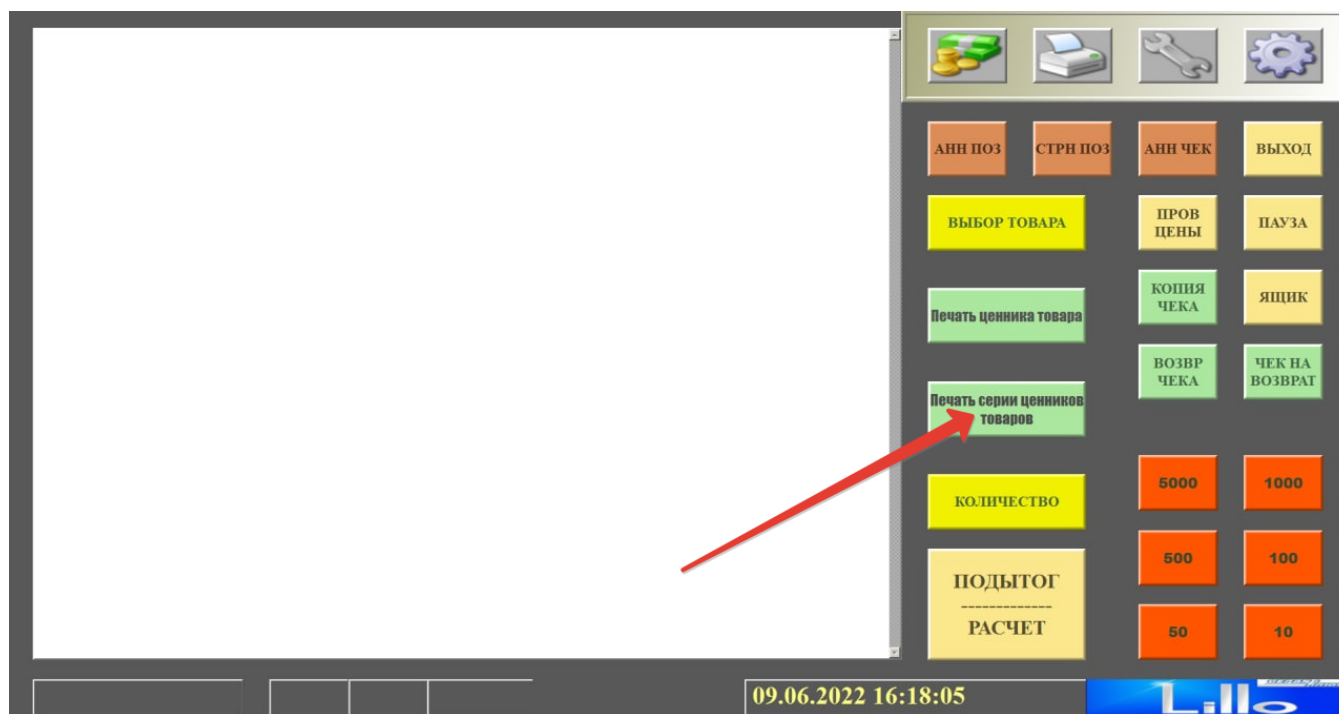 АНН ПОЗ
СТРН ПОЗ
АНН ЧЕК
ВЫХОД
ВЫБОР ТОВАРА
ПРОВ
ЦЕНЫ
ПАУЗА
Печать ценника товара
КОПИЯ
ЧЕКА
ЯЩИК
Печать серии ценников
товаров
ВОЗВР
ЧЕКА
ЧЕК НА
ВОЗВРАТ
КОЛИЧЕСТВО
5000
1000
ПОДЫТОГ
-------------
РАСЧЕТ
500
100
50
10
09.06.2022 16:18:05
Lillo